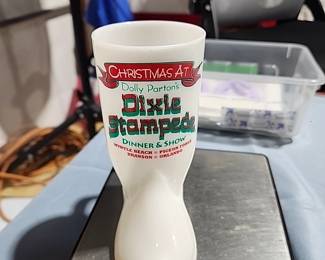 CHRISTMAS AT
Dolly Parton's
Dixie
Stampede
DINNER & SHOW
MYRTLE BEACH • PIGEON FORGE
BRANSON • ORLANDO